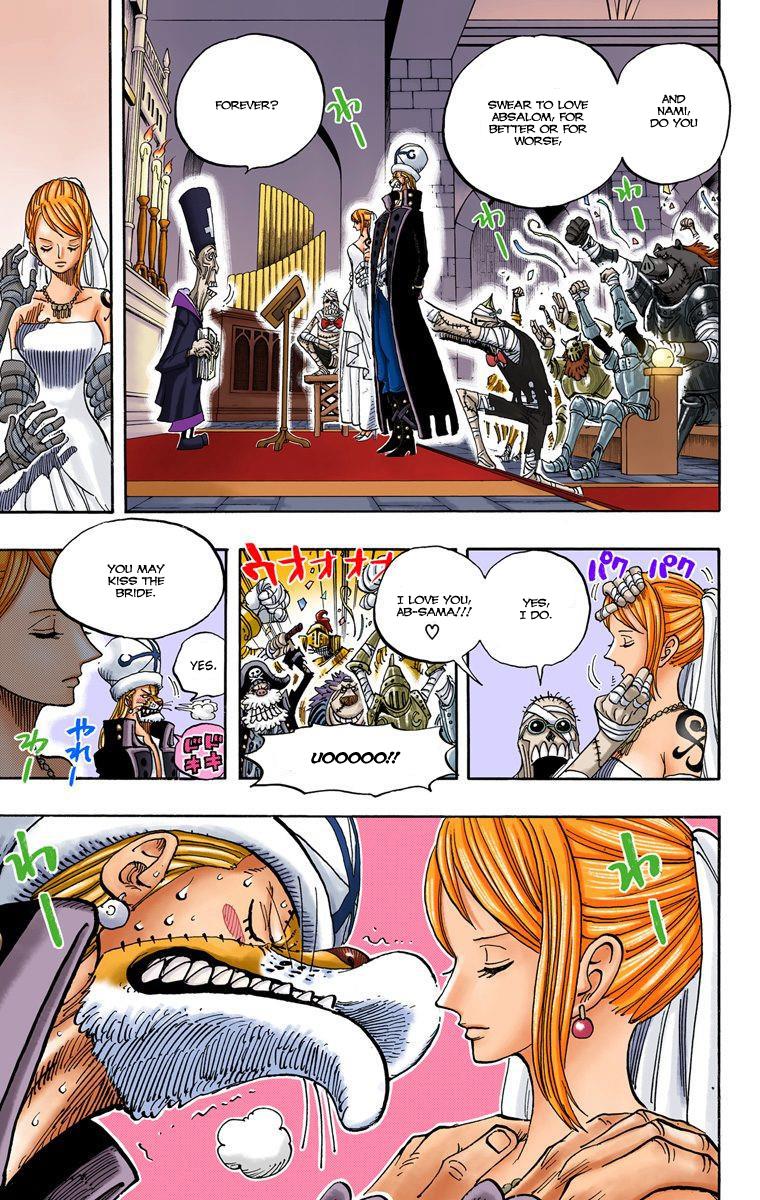 AND
NAMI,
DO YOU
SWEAR TO LOVE
ABSALOM, FOR
BETTER OR FOR
WORSE,
FOREVER?
わー
わー
わー
YES,
I DO.
パク パク
I LOVE YOU,
AB-SAMA!!!
♡
ウオオオオ
UOOOOO!!
YOU MAY
KISS THE
BRIDE.
YES.
ドキドキ
やれー
わー
わー
わー